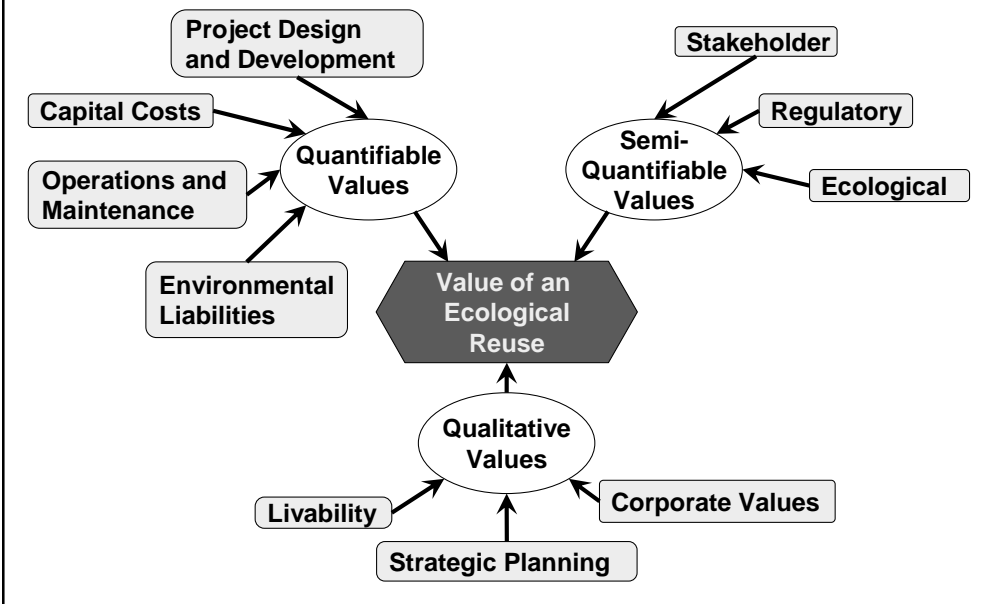 Project Design
and Development
Stakeholder
Capital Costs
Regulatory
Quantifiable
Values
Semi-
Quantifiable
Values
Operations and
Maintenance
Ecological
Environmental
Liabilities
Value of an
Ecological
Reuse
Qualitative
Values
Livability
Corporate Values
Strategic Planning